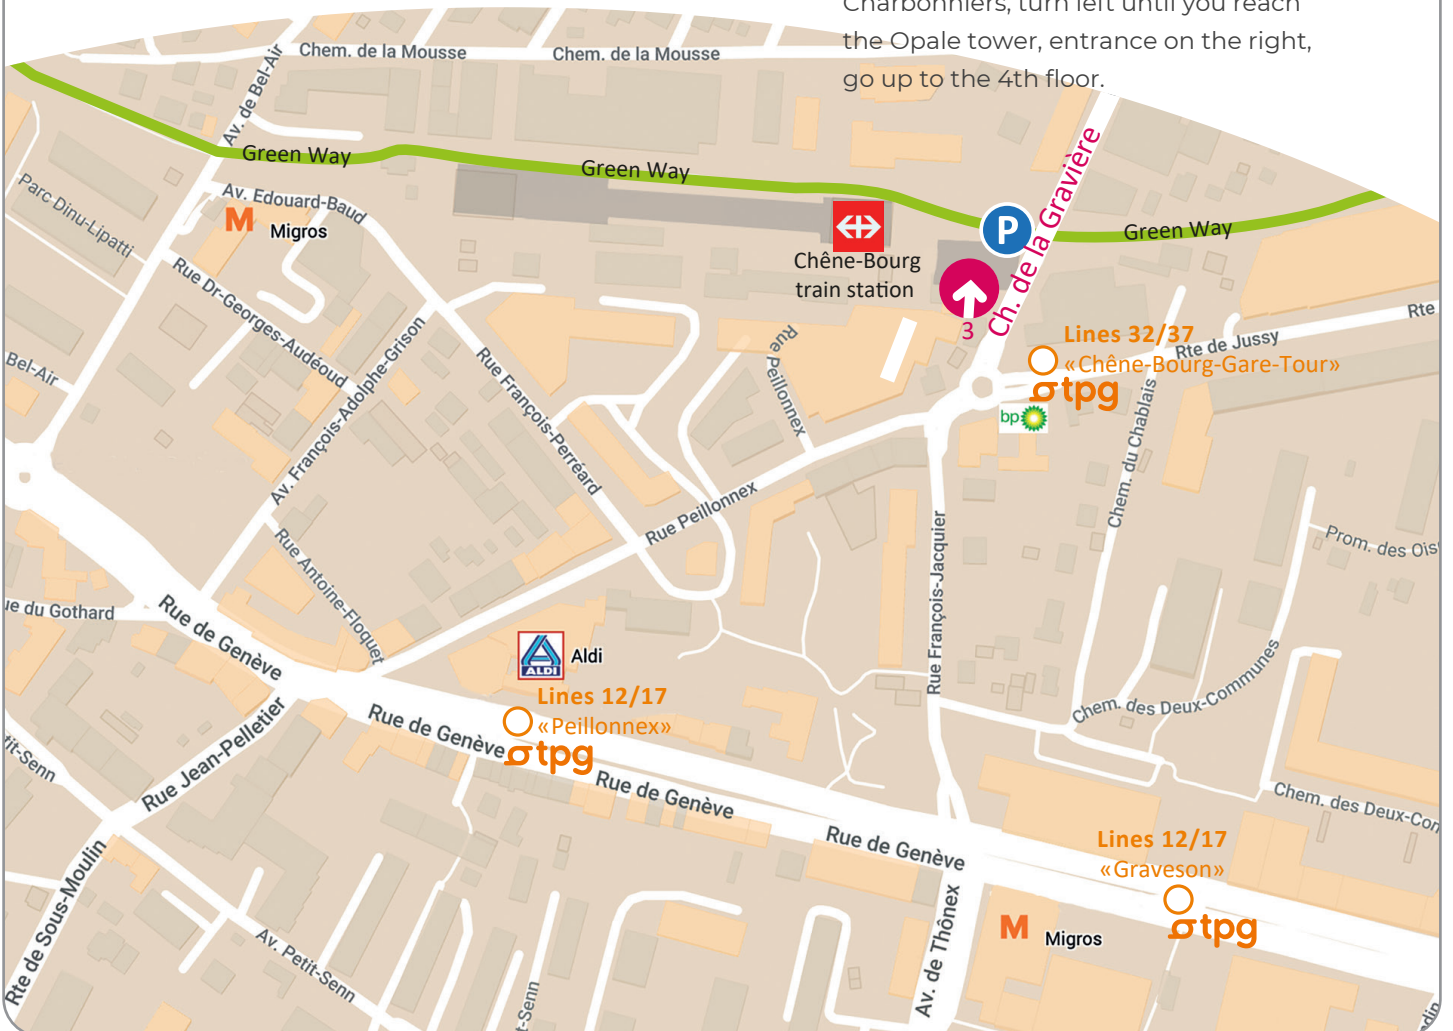 Charbonniers, turn left until you reach
the Opale tower, entrance on the right,
go up to the 4th floor.
Chem. de la Mousse
Chem. de la Mousse
Av. de Bel-Air
Green Way
Green Way
Green Way
Ch. de la Gravière
P
Parc Dinu-Lipatti
Av. Edouard-Baud
M
Migros
Chêne-Bourg
train station
3
Rue Dr-Georges-Audéoud
Av. François-Adolphe-Grison
Rue François-Perréard
Rue Peillonnex
Lines 32/37
«Chêne-Bourg-Gare-Tour»
tpg
Rte de Jussy
Rte
bp
Bel-Air
Chem. du Chablais
Rue Peillonnex
Rue François-Jacquier
Prom. des Ois
Rue Antoine-Floquet
ue du Gothard
Rue de Genève
ALDI
Aldi
Lines 12/17
«Peillonnex»
tpg
Chem. des Deux-Communes
Rue de Genève
Rue Jean-Pelletier
tit-Senn
Rue de Genève
Chem. des Deux-Con
Rue de Genève
Lines 12/17
«Graveson»
tpg
Rte de Sous-Moulin
Av. Petit-Senn
t-Senn
Av. de Thônex
M
Migros